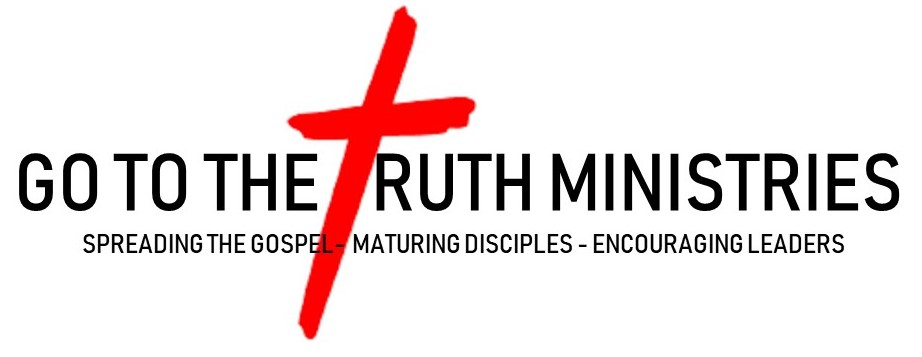 GO TO THE TRUTH MINISTRIES
SPREADING THE GOSPEL- MATURING DISCIPLES - ENCOURAGING LEADERS